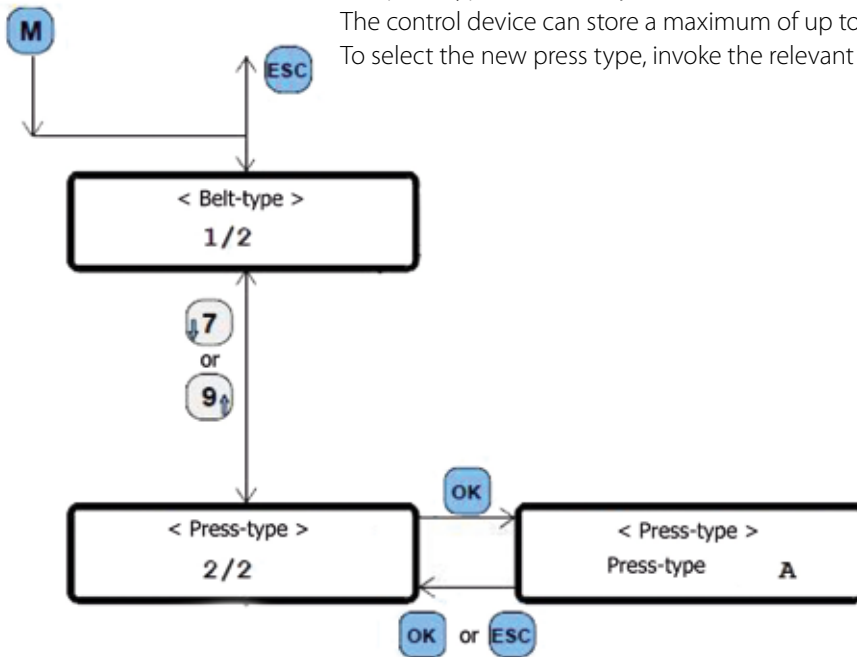 The control device can store a maximum of up to
To select the new press type, invoke the relevant
M
ESC
< Belt-type >
1/2
↓7
or
9↑
OK
< Press-type >
2/2
< Press-type >
Press-type A
OK or ESC